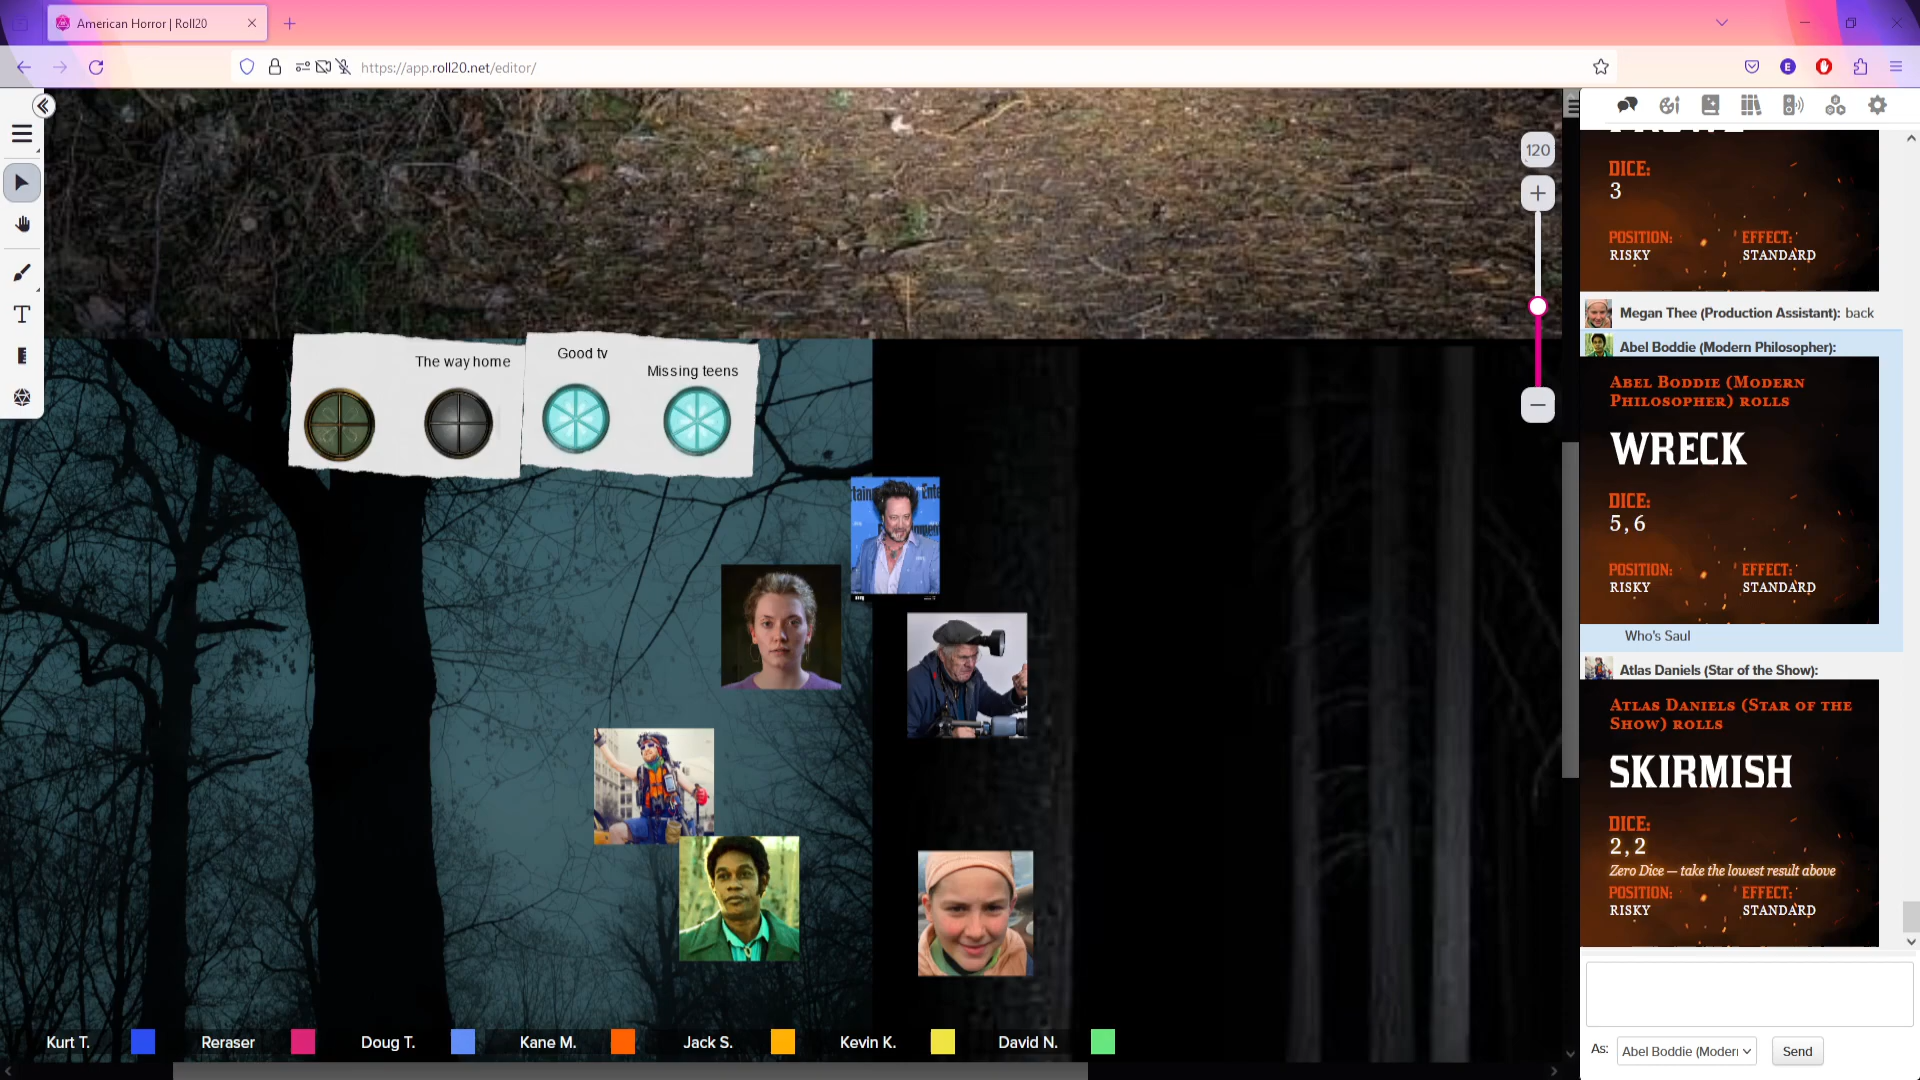 American Horror | Roll20
https://app.roll20.net/editor/
120
The way home
Good tv
Missing teens
DICE:
3
POSITION:
EFFECT:
RISKY
STANDARD
Megan Thee (Production Assistant): back
Abel Boddie (Modern Philosopher):
Abel Boddie (Modern
Philosopher) rolls
WRECK
DICE:
5, 6
POSITION:
EFFECT:
RISKY
STANDARD
Who's Saul
Atlas Daniels (Star of the Show):
Atlas Daniels (Star of the
Show) rolls
SKIRMISH
DICE:
2, 2
Zero Dice — take the lowest result above
POSITION:
EFFECT:
RISKY
STANDARD
Kurt T.
Reraser
Doug T.
Kane M.
Jack S.
Kevin K.
David N.
As:
Abel Boddie (Moder
Send